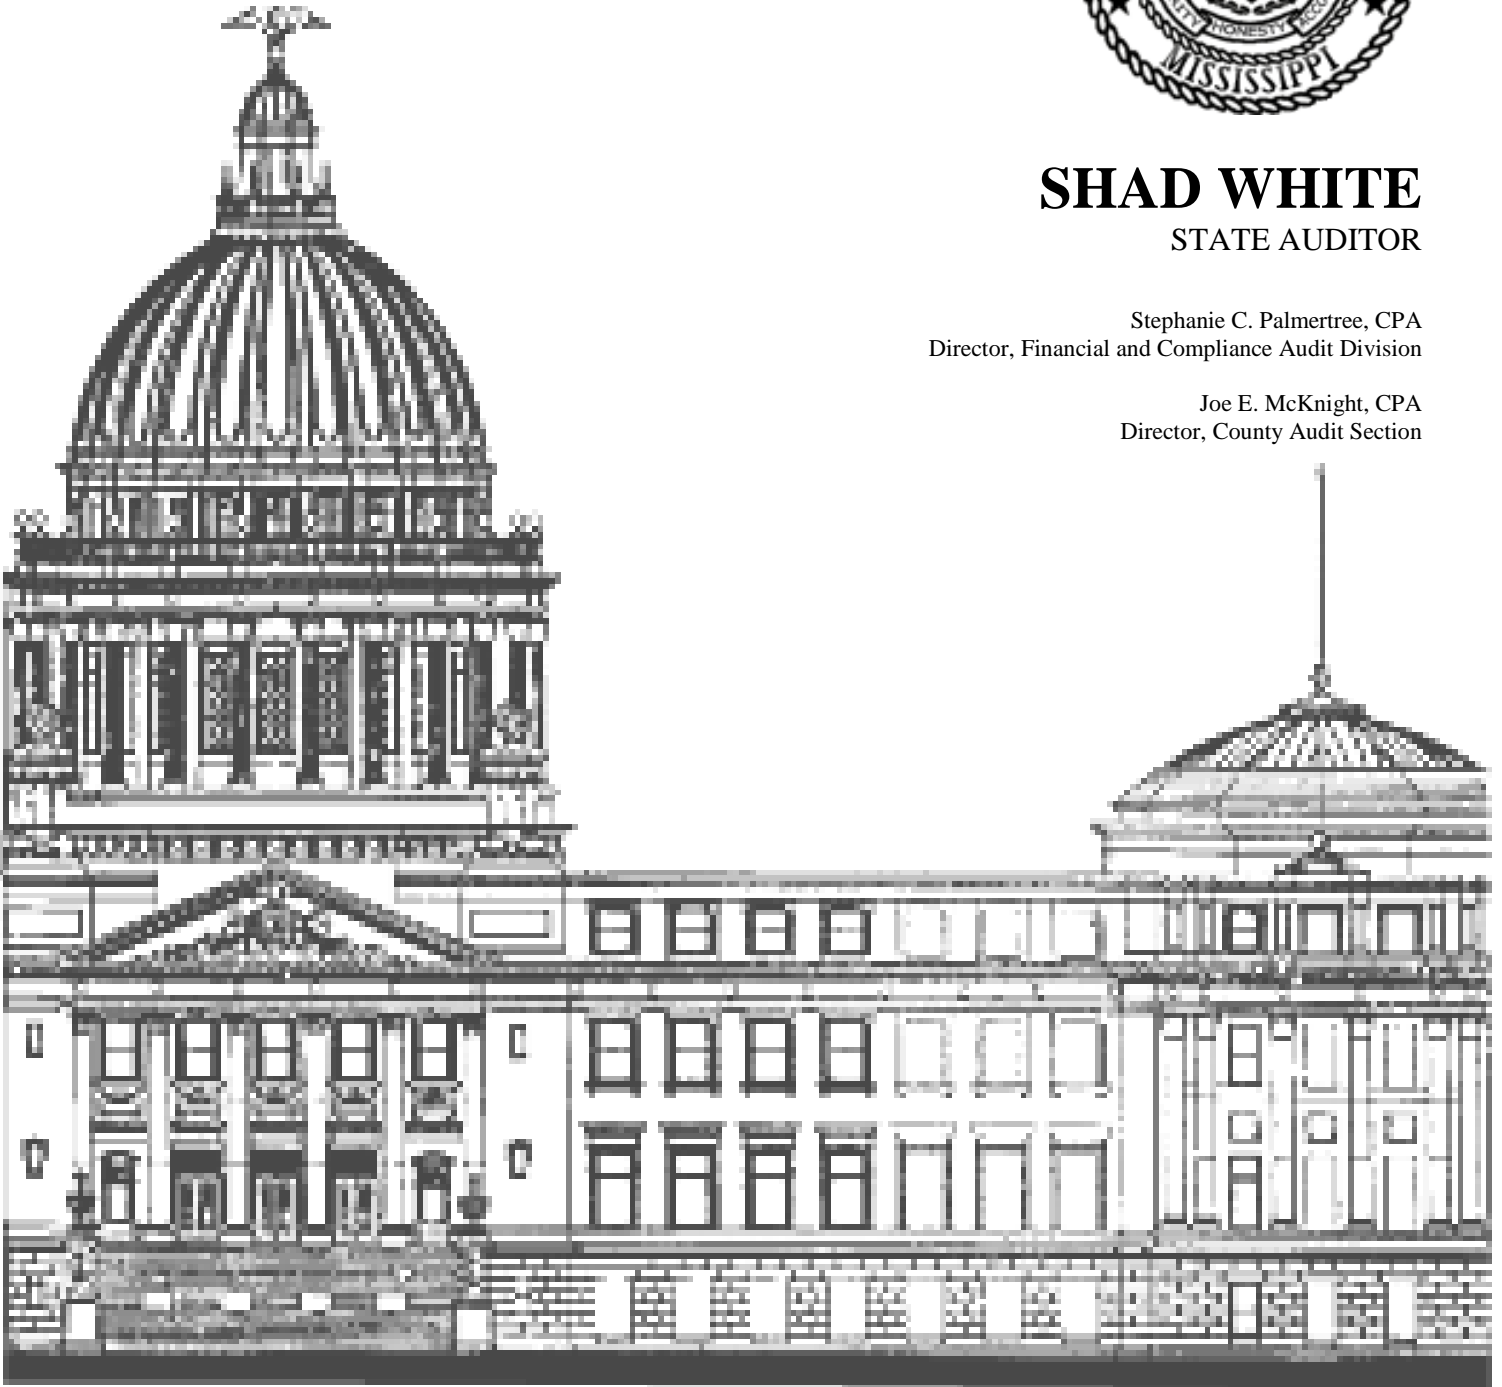 HONESTY
MISSISSIPPI
SHAD WHITE
STATE AUDITOR
Stephanie C. Palmertree, CPA
Director, Financial and Compliance Audit Division
Joe E. McKnight, CPA
Director, County Audit Section